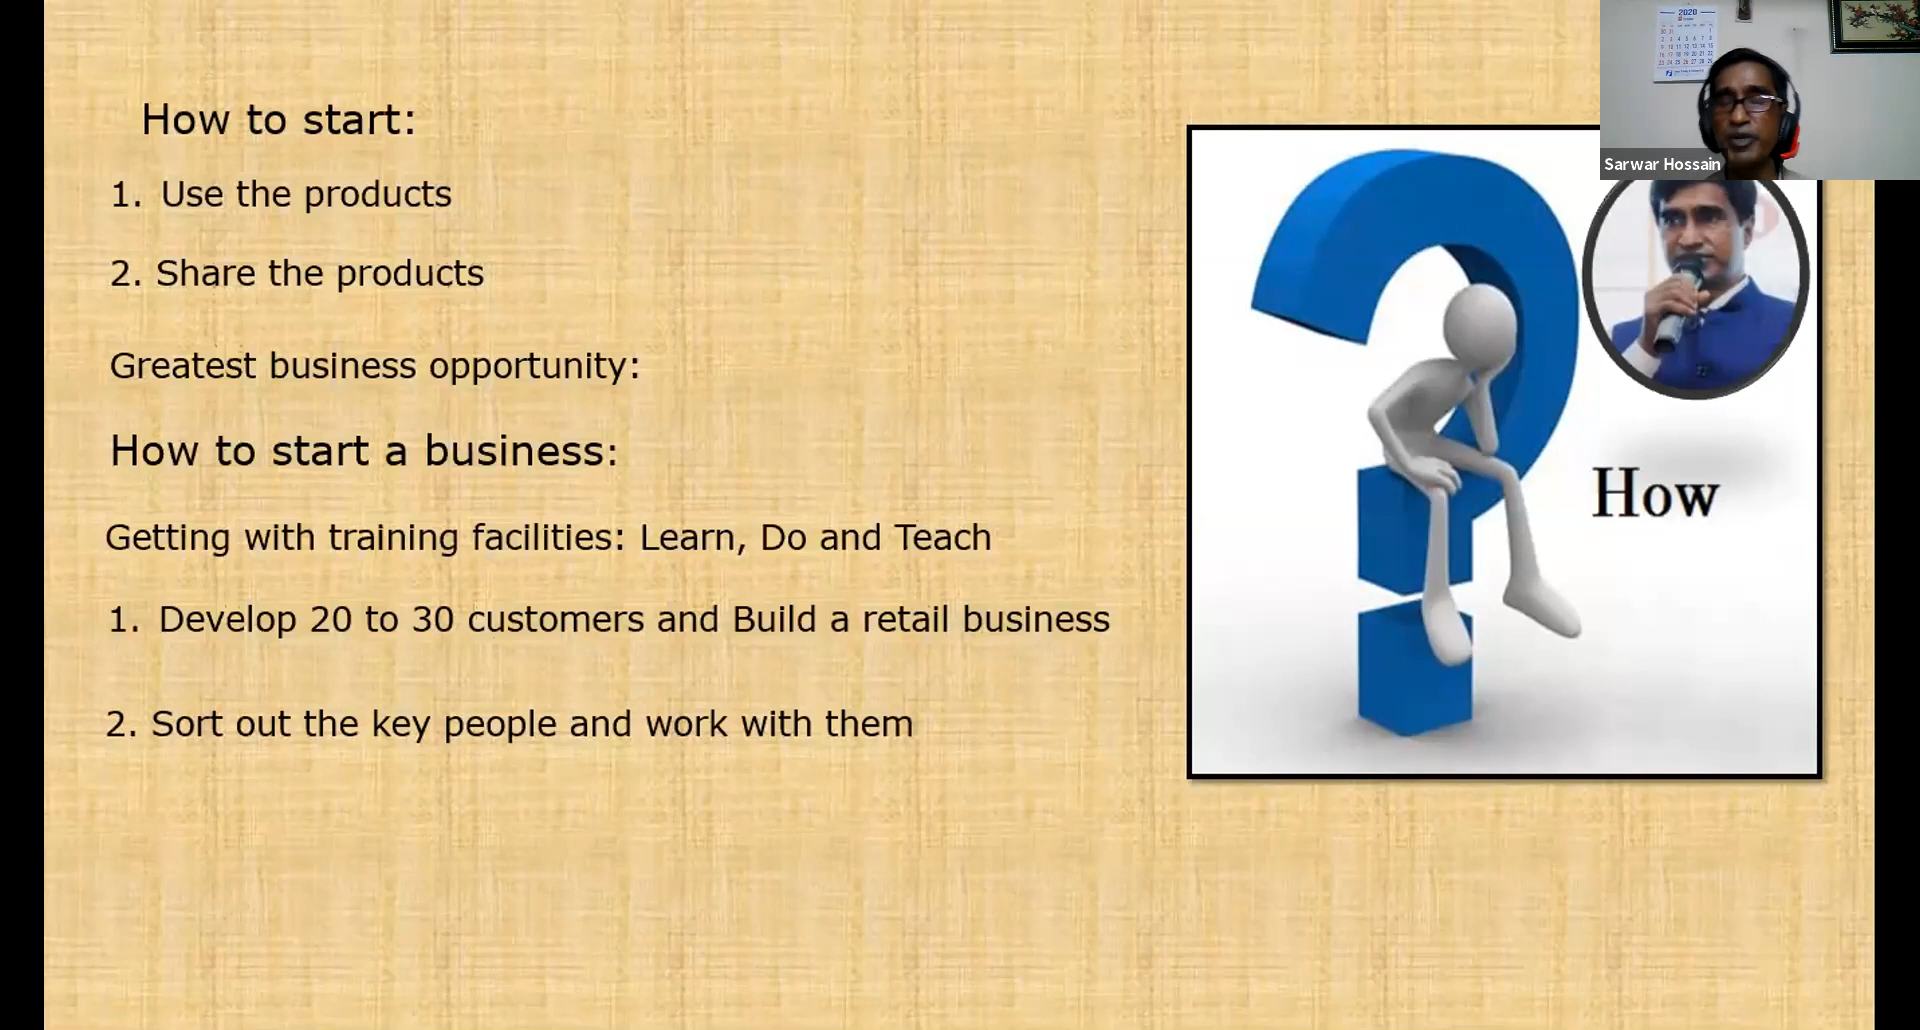 How to start:
1. Use the products
2. Share the products
Greatest business opportunity:
How to start a business:
Getting with training facilities: Learn, Do and Teach
1. Develop 20 to 30 customers and Build a retail business
2. Sort out the key people and work with them
How
Sarwar Hossain
2020